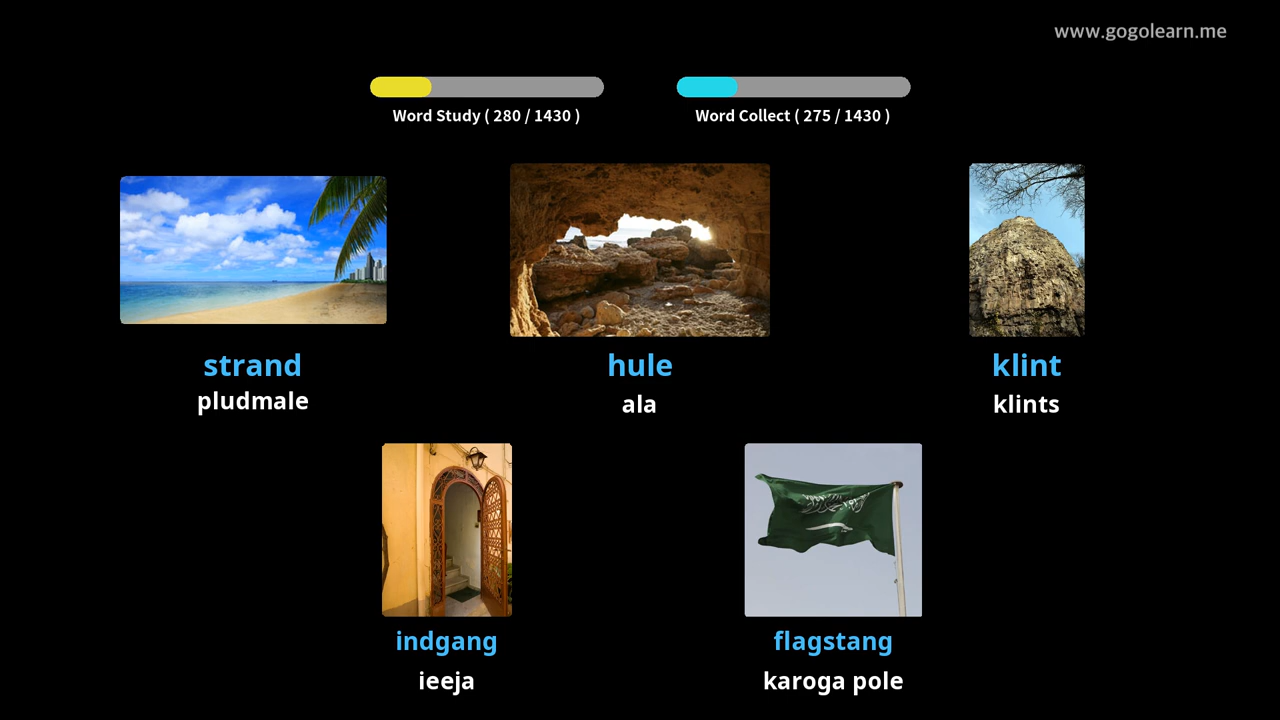 www.gogolearn.me
Word Study ( 280 / 1430 )
Word Collect ( 275 / 1430 )
strand
pludmale
hule
ala
klint
klints
indgang
ieeja
flagstang
karoga pole